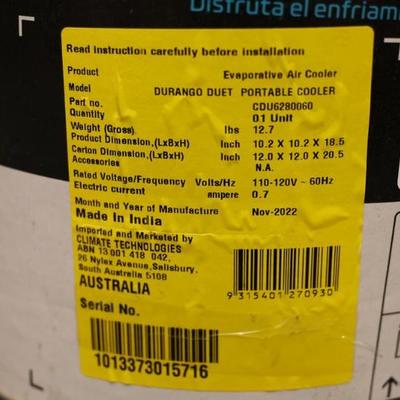 Disfruta el enfriam
Read instruction carefully before installation
Product Evaporative Air Cooler
Model DURANGO DUET PORTABLE COOLER
Part no. CDU6280060
Quantity 01 Unit
Weight (Gross) lbs 12.7
Product Dimension,(LxBxH) Inch 10.2 x 10.2 x 18.5
Carton Dimension,(LxBxH) Inch 12.0 x 12.0 x 20.5
Accessories N.A.
Rated Voltage/Frequency Volts/Hz 110-120V ~ 60Hz
Electric current ampere 0.7
Month and Year of Manufacture Nov-2022
Made In India
Imported and Marketed by
CLIMATE TECHNOLOGIES
ABN 13 001 418 042,
26 Nylex Avenue,Salisbury,
South Australia 5108
AUSTRALIA
9 315401 270930
Serial No.
1013373015716